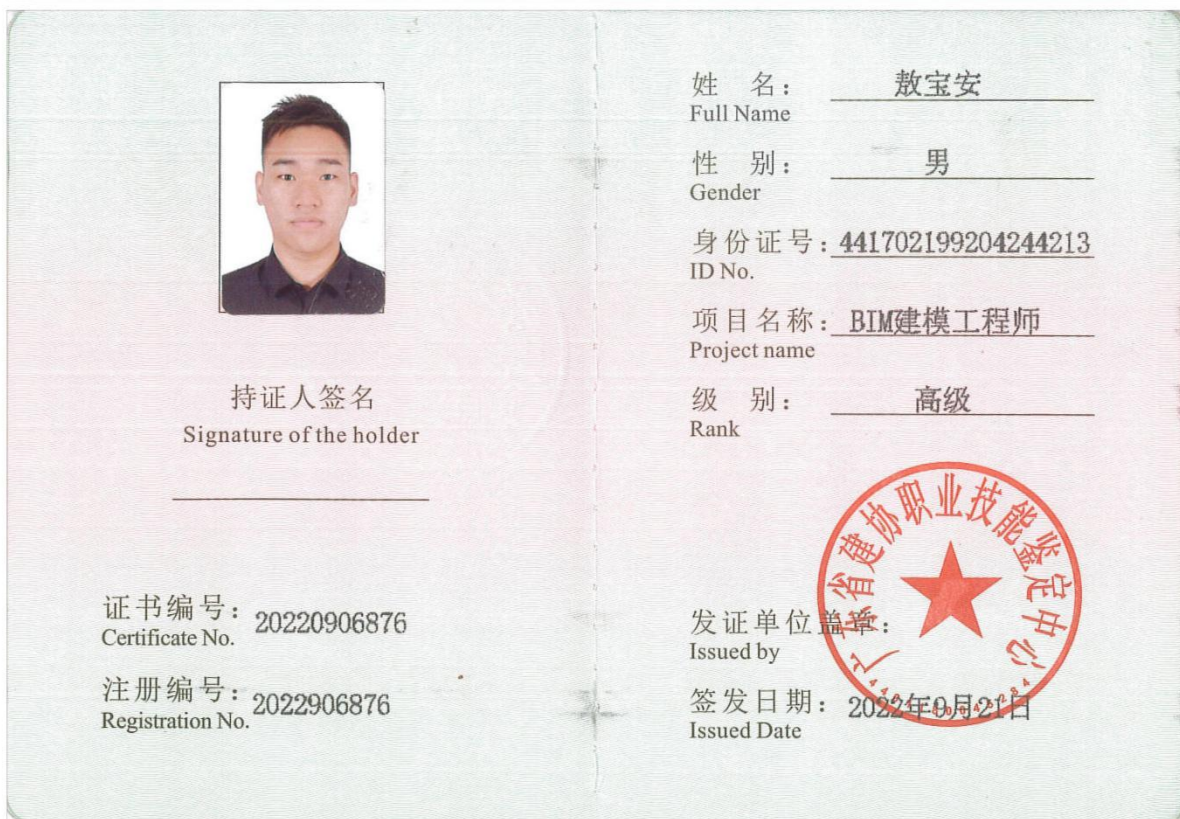 持证人签名
Signature of the holder
证书编号：20220906876
Certificate No.
注册编号：2022906876
Registration No.
姓 名：敖宝安
Full Name
性 别：男
Gender
身份证号：441702199204244213
ID No.
项目名称：BIM建模工程师
Project name
级 别：高级
Rank
广东省建协职业技能鉴定中心
发证单位盖章：
Issued by
签发日期：2022年9月21日
Issued Date